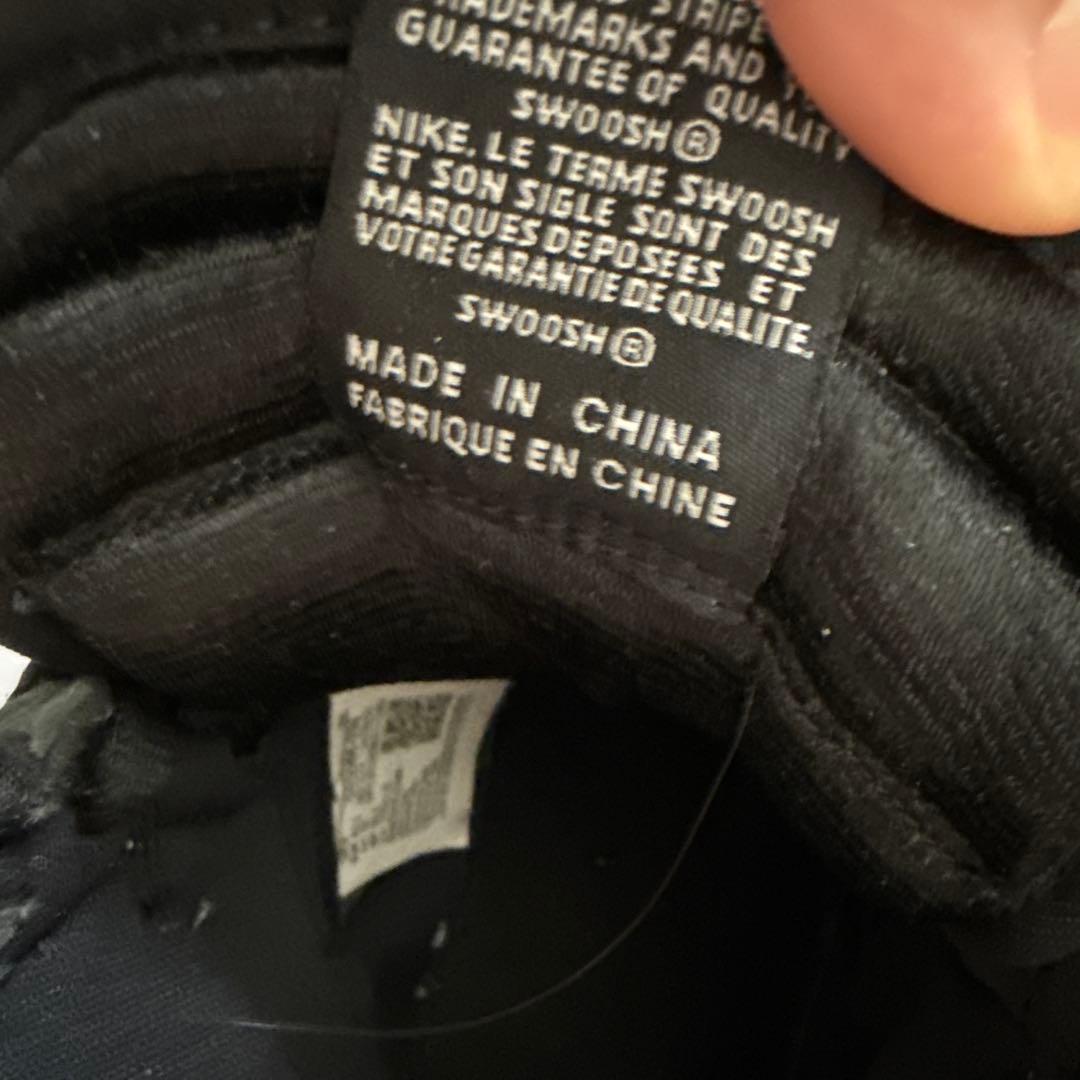 STRIPE
TRADEMARKS AND
GUARANTEE OF QUALITY
SWOOSH®
NIKE. LE TERME SWOOSH
ET SON SIGLE SONT DES
MARQUES DEPOSEES ET
VOTRE GARANTIE DE QUALITE.
SWOOSH®
MADE IN CHINA
FABRIQUE EN CHINE